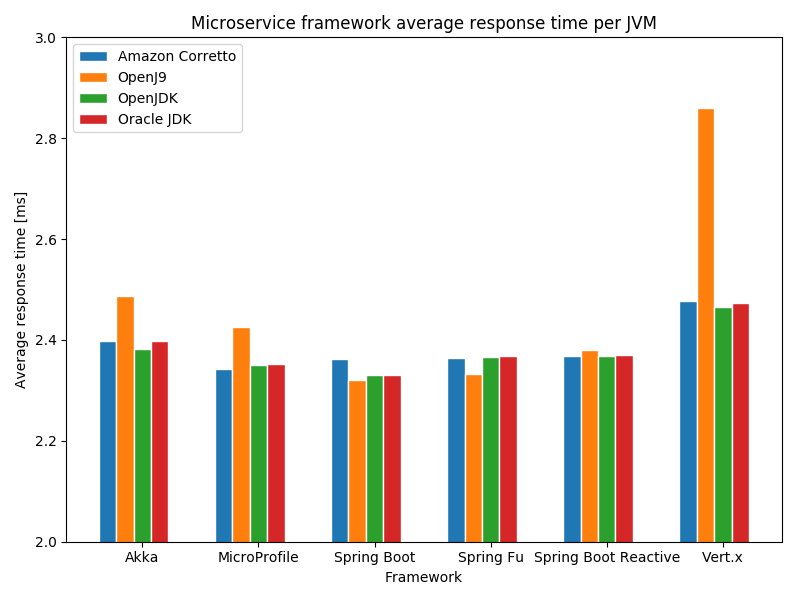 Microservice framework average response time per JVM
Amazon Corretto
OpenJ9
OpenJDK
Oracle JDK
Average response time [ms]
3.0
2.8
2.6
2.4
2.2
2.0
Akka MicroProfile Spring Boot Spring Fu Spring Boot Reactive Vert.x
Framework